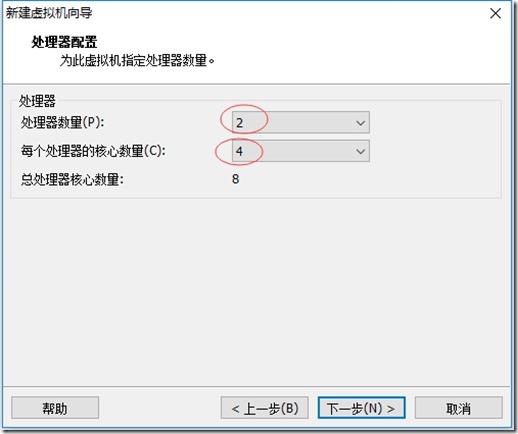 新建虚拟机向导
处理器配置
为此虚拟机指定处理器数量。
处理器
处理器数量(P): 2
每个处理器的核心数量(C): 4
总处理器核心数量: 8
帮助 < 上一步(B) 下一步(N) > 取消